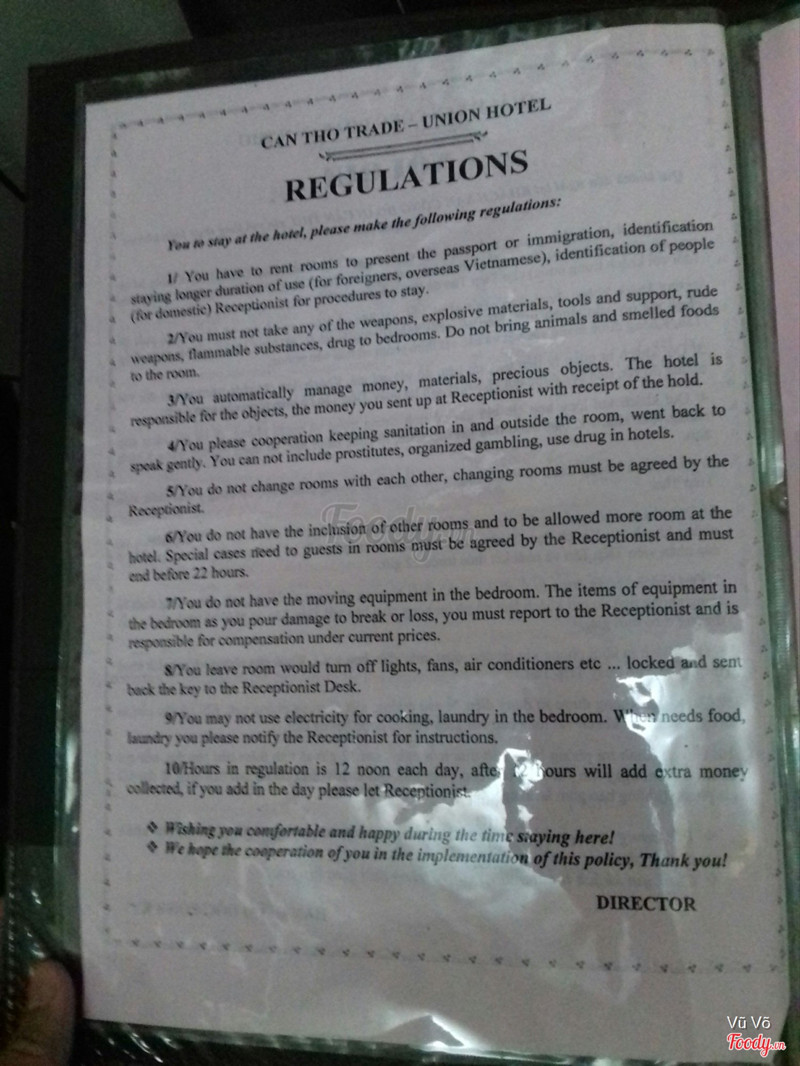 CAN THO TRADE – UNION HOTEL
REGULATIONS
You to stay at the hotel, please make the following regulations:
1/ You have to rent rooms to present the passport or immigration, identification
staying longer duration of use (for foreigners, overseas Vietnamese), identification of people
(for domestic) Receptionist for procedures to stay.
2/You must not take any of the weapons, explosive materials, tools and support, rude
weapons, flammable substances, drug to bedrooms. Do not bring animals and smelled foods
to the room.
3/You automatically manage money, materials, precious objects. The hotel is
responsible for the objects, the money you sent up at Receptionist with receipt of the hold.
4/You please cooperation keeping sanitation in and outside the room, went back to
speak gently. You can not include prostitutes, organized gambling, use drug in hotels.
5/You do not change rooms with each other, changing rooms must be agreed by the
Receptionist.
6/You do not have the inclusion of other rooms and to be allowed more room at the
hotel. Special cases need to guests in rooms must be agreed by the Receptionist and must
end before 22 hours.
7/You do not have the moving equipment in the bedroom. The items of equipment in
the bedroom as you pour damage to break or loss, you must report to the Receptionist and is
responsible for compensation under current prices.
8/You leave room would turn off lights, fans, air conditioners etc ... locked and sent
back the key to the Receptionist Desk.
9/You may not use electricity for cooking, laundry in the bedroom. When needs food,
laundry you please notify the Receptionist for instructions.
10/Hours in regulation is 12 noon each day, after 12 hours will add extra money
collected, if you add in the day please let Receptionist.
❖ Wishing you comfortable and happy during the time staying here!
❖ We hope the cooperation of you in the implementation of this policy, Thank you!
DIRECTOR
Foody.vn
Vũ Võ
Foody.vn